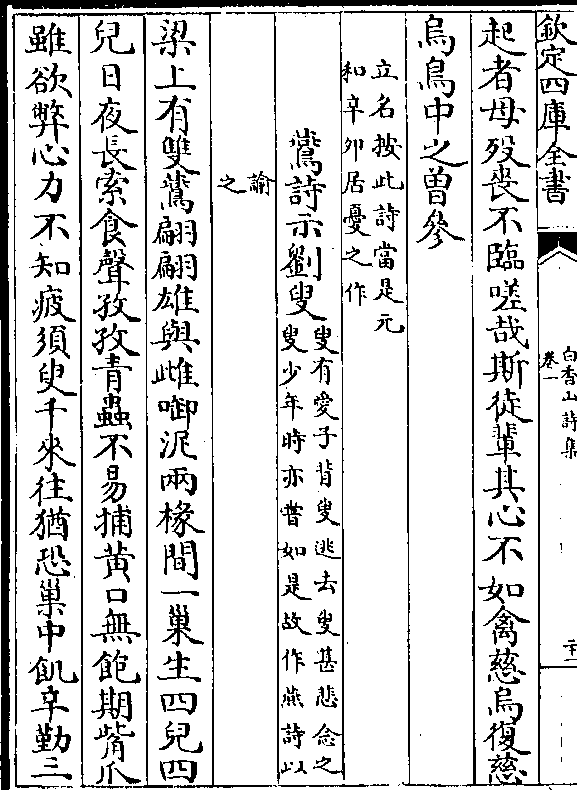 欽定四庫全書
白香山詩集
卷一
二十一
起者母歿喪不臨嗟哉斯徒輩其心不如禽慈烏復慈
烏鳥中之曾參
立名按此詩當是元
和辛卯居憂之作
鷰詩示劉叟
叟有愛子背叟逃去叟甚悲念之
叟少年時亦嘗如是故作燕詩以
諭
之
梁上有雙鷰翩翩雄與雌啣泥兩椽間一巢生四兒四
兒日夜長索食聲孜孜青蟲不易捕黃口無飽期觜爪
雖欲弊心力不知疲須臾千來往猶恐巢中飢辛勤三